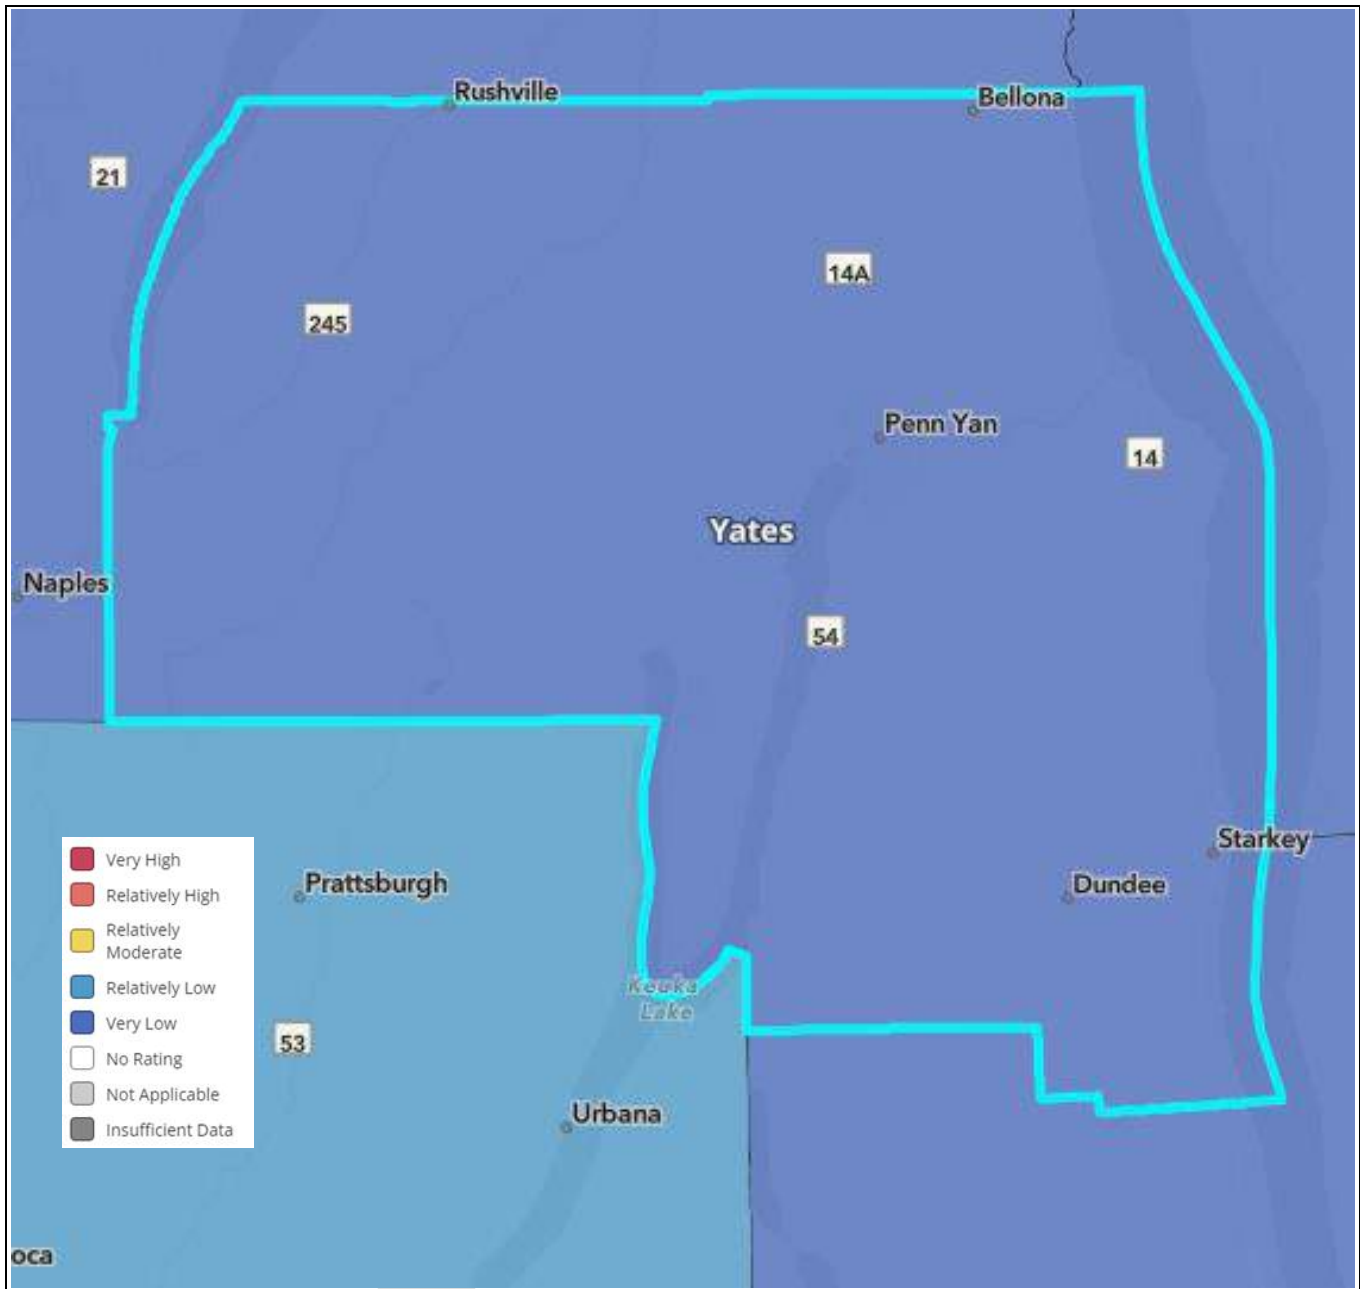 Rushville
Bellona
21
14A
245
Penn Yan
14
Yates
Naples
54
Starkey
Prattsburgh
Dundee
Keuka
Lake
53
Urbana
oca
Very High
Relatively High
Relatively
Moderate
Relatively Low
Very Low
No Rating
Not Applicable
Insufficient Data